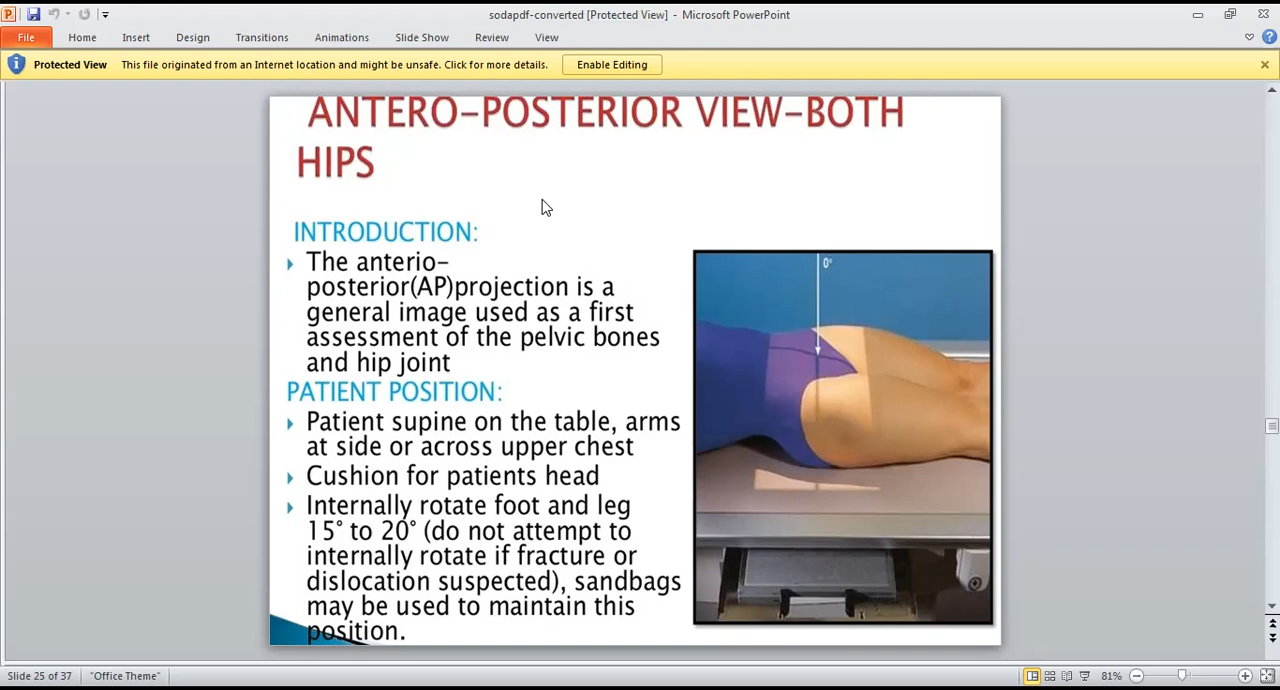 sodapdf-converted [Protected View] - Microsoft PowerPoint
File Home Insert Design Transitions Animations Slide Show Review View
Protected View This file originated from an Internet location and might be unsafe. Click for more details. Enable Editing
ANTERO-POSTERIOR VIEW-BOTH
HIPS
INTRODUCTION:
The anterio-
posterior(AP)projection is a
general image used as a first
assessment of the pelvic bones
and hip joint
PATIENT POSITION:
Patient supine on the table, arms
at side or across upper chest
Cushion for patients head
Internally rotate foot and leg
15° to 20° (do not attempt to
internally rotate if fracture or
dislocation suspected), sandbags
may be used to maintain this
position.
0°
Slide 25 of 37 "Office Theme" 81%